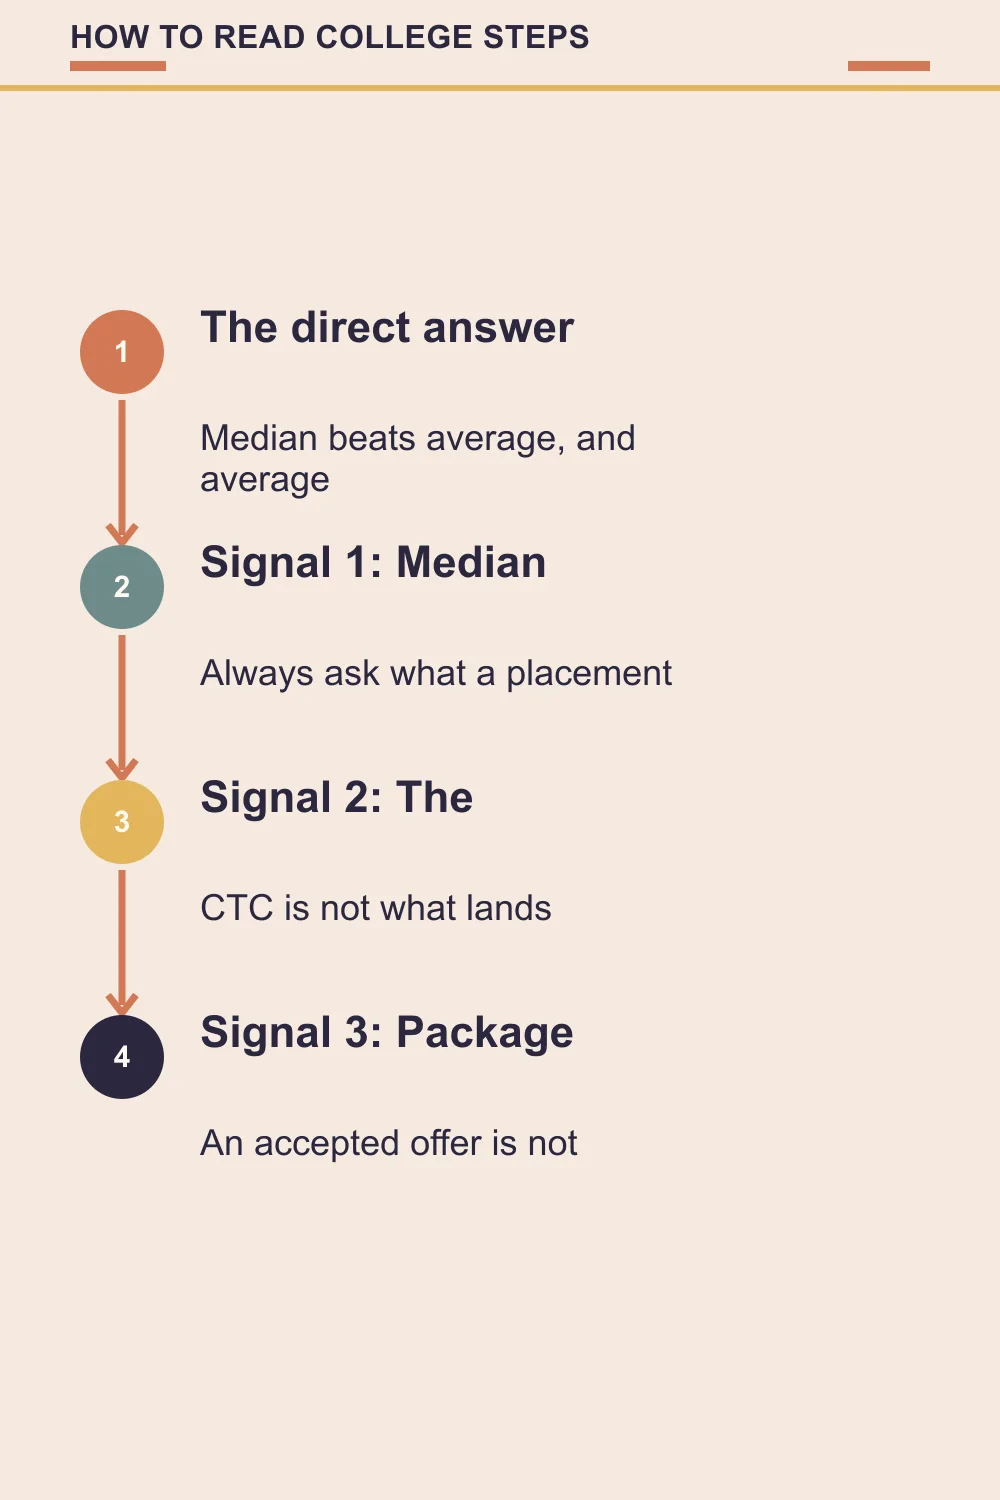 HOW TO READ COLLEGE STEPS
1
The direct answer
Median beats average, and
average
2
Signal 1: Median
Always ask what a placement
3
Signal 2: The
CTC is not what lands
4
Signal 3: Package
An accepted offer is not